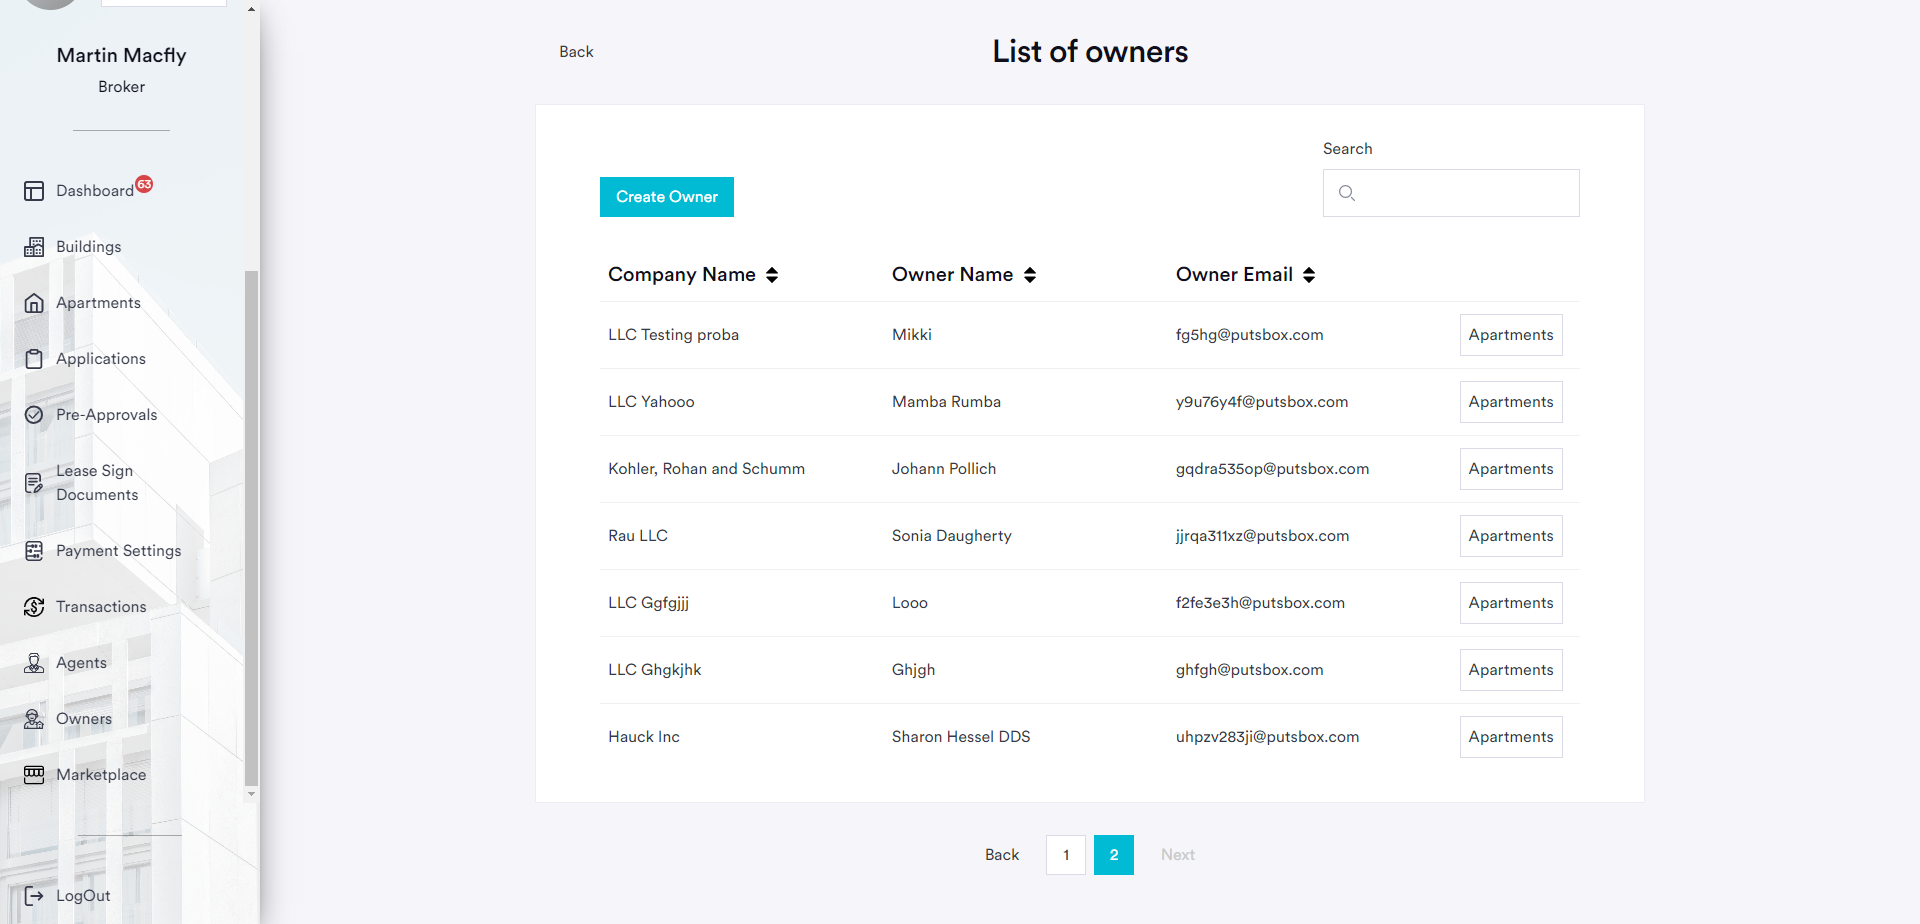 Martin Macfly
Broker
Dashboard 63
Buildings
Apartments
Applications
Pre-Approvals
Lease Sign
Documents
Payment Settings
Transactions
Agents
Owners
Marketplace
LogOut
Back
List of owners
Search
Create Owner
Company Name Owner Name Owner Email
LLC Testing proba Mikki fg5hg@putsbox.com Apartments
LLC Yahooo Mamba Rumba y9u76y4f@putsbox.com Apartments
Kohler, Rohan and Schumm Johann Pollich gqdra535op@putsbox.com Apartments
Rau LLC Sonia Daugherty jjrqa311xz@putsbox.com Apartments
LLC Ggfgjjj Looo f2fe3e3h@putsbox.com Apartments
LLC Ghgkjhk Ghjgh ghfgh@putsbox.com Apartments
Hauck Inc Sharon Hessel DDS uhpzv283ji@putsbox.com Apartments
Back 1 2 Next